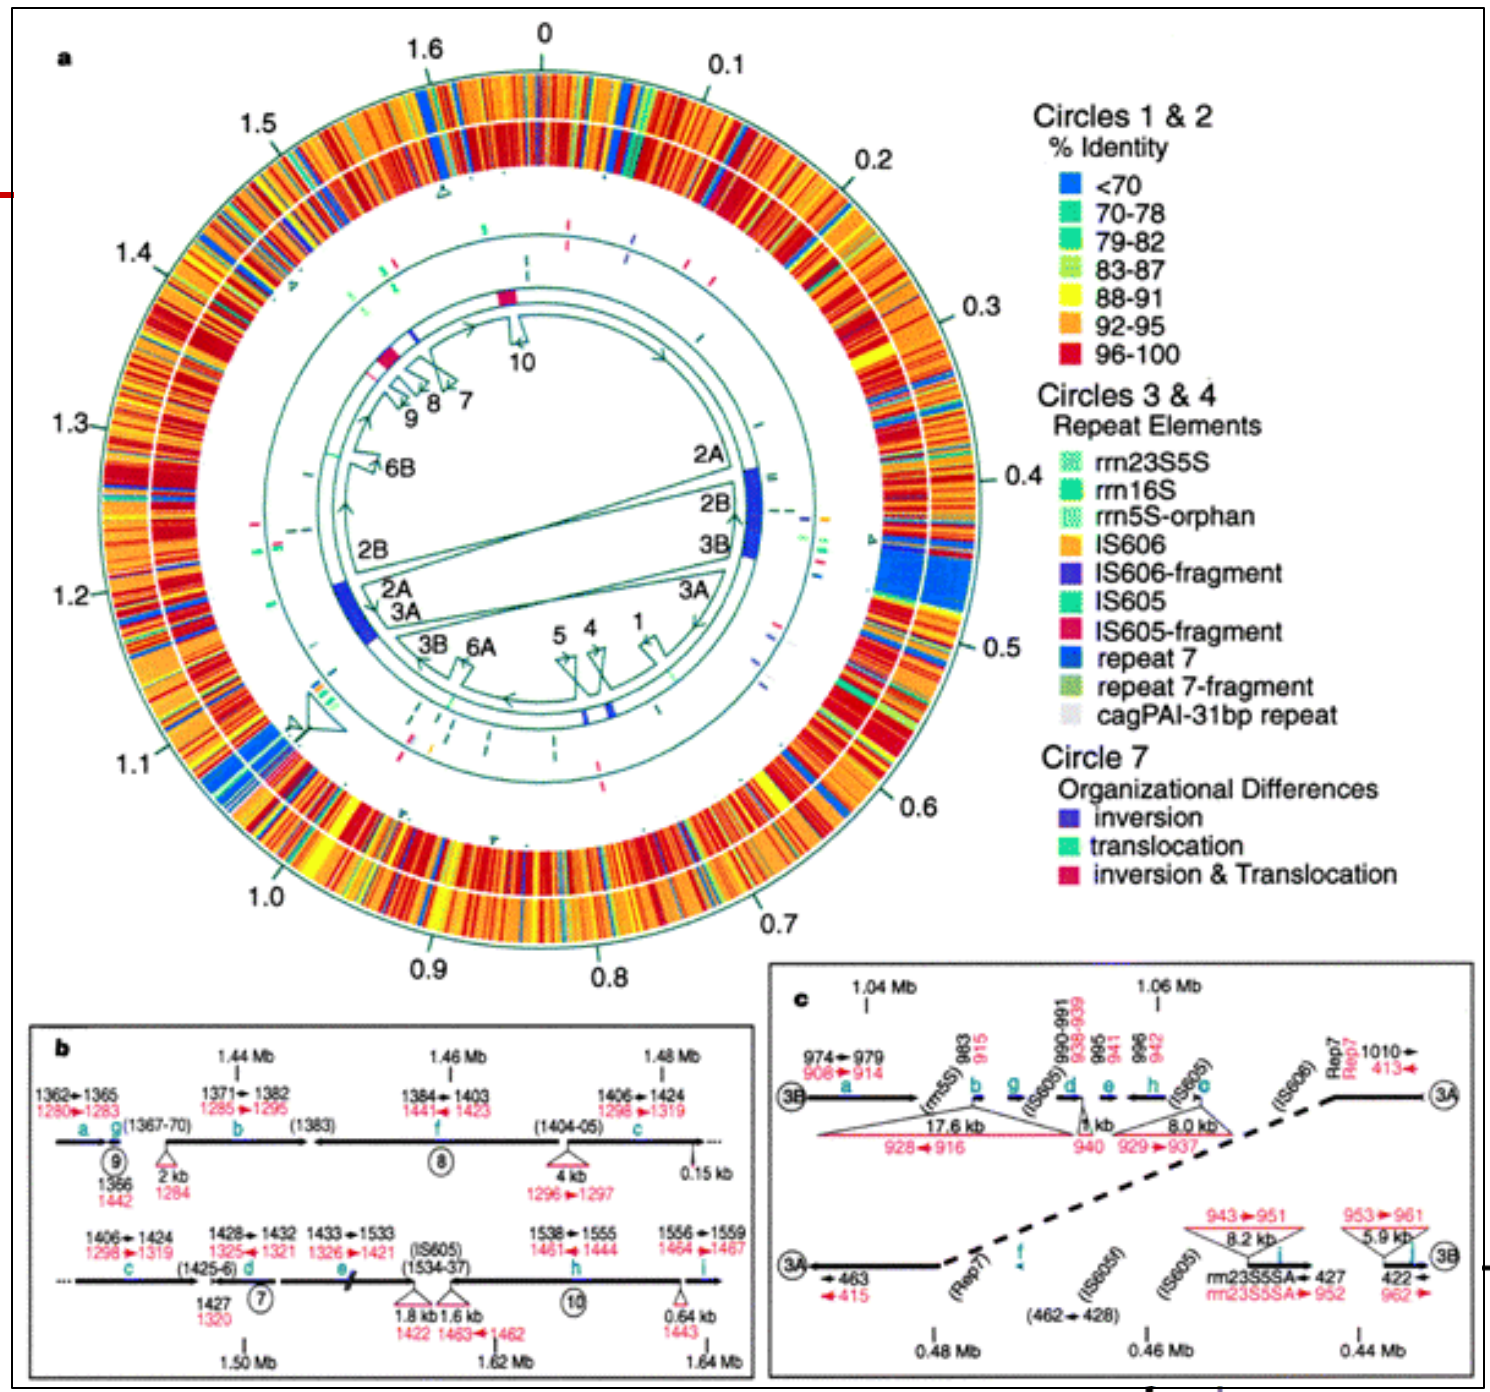 a
0
0.1
0.2
0.3
0.4
0.5
0.6
0.7
0.8
0.9
1.0
1.1
1.2
1.3
1.4
1.5
1.6
10
7
8
9
6B
2A
2B
3B
3A
2B
2A
3A
3B
6A
5
4
1
Circles 1 & 2
% Identity
<70
70-78
79-82
83-87
88-91
92-95
96-100
Circles 3 & 4
Repeat Elements
rrn23S5S
rrn16S
rrn5S-orphan
IS606
IS606-fragment
IS605
IS605-fragment
repeat 7
repeat 7-fragment
cagPAI-31bp repeat
Circle 7
Organizational Differences
inversion
translocation
inversion & Translocation
b
1.44 Mb 1.46 Mb 1.48 Mb
1362 1365 1371 1382 1384 1403 1406 1424
1280 1283 1285 1295 1441 1423 1298 1319
a g (1367-70) b (1383) f (1404-05) c
9 8
1366 2 kb 4 kb 0.15 kb
1442 1284 1296 1297
1406 1424 1428 1432 1433 1533 1538 1555 1556 1559
1298 1319 1325 1321 1326 1421 (IS605) 1461 1444 1464 1467
c (1425-6) d e (1534-37) h i
7 10
1427 1.8 kb 1.6 kb 0.64 kb
1320 1422 1463 1462 1443
1.50 Mb 1.62 Mb 1.64 Mb
c
1.04 Mb 1.06 Mb
974 979 983 990-991 995 996 Rep7 1010
908 914 915 938-939 941 942 Rep7 413
3B a (rrn5S) b g (IS605) d e h (IS605) c (IS606) 3A
17.6 kb 1 kb 8.0 kb
928 916 940 929 937
943 951 953 961
8.2 kb 5.9 kb
3A (Rep7) f (IS605f) (IS605) i j 3B
463 rrn23S5SA 427 422
415 rrn23S5SA 952 962
(462 428)
0.48 Mb 0.46 Mb 0.44 Mb